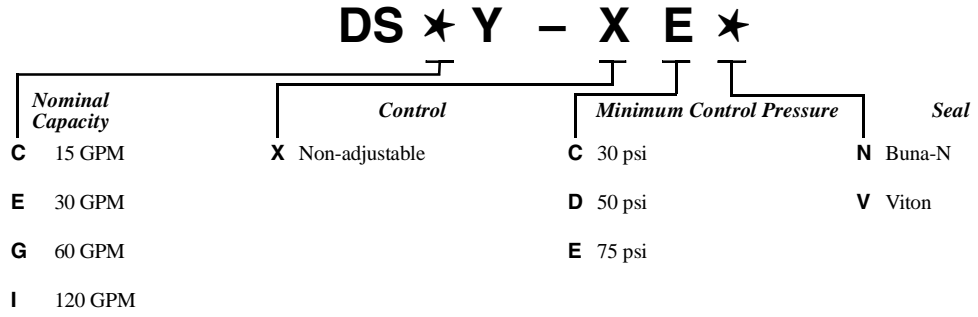 DS ★ Y – X E ★
Nominal Capacity
C 15 GPM
E 30 GPM
G 60 GPM
I 120 GPM
Control
X Non-adjustable
Minimum Control Pressure
C 30 psi
D 50 psi
E 75 psi
Seal
N Buna-N
V Viton